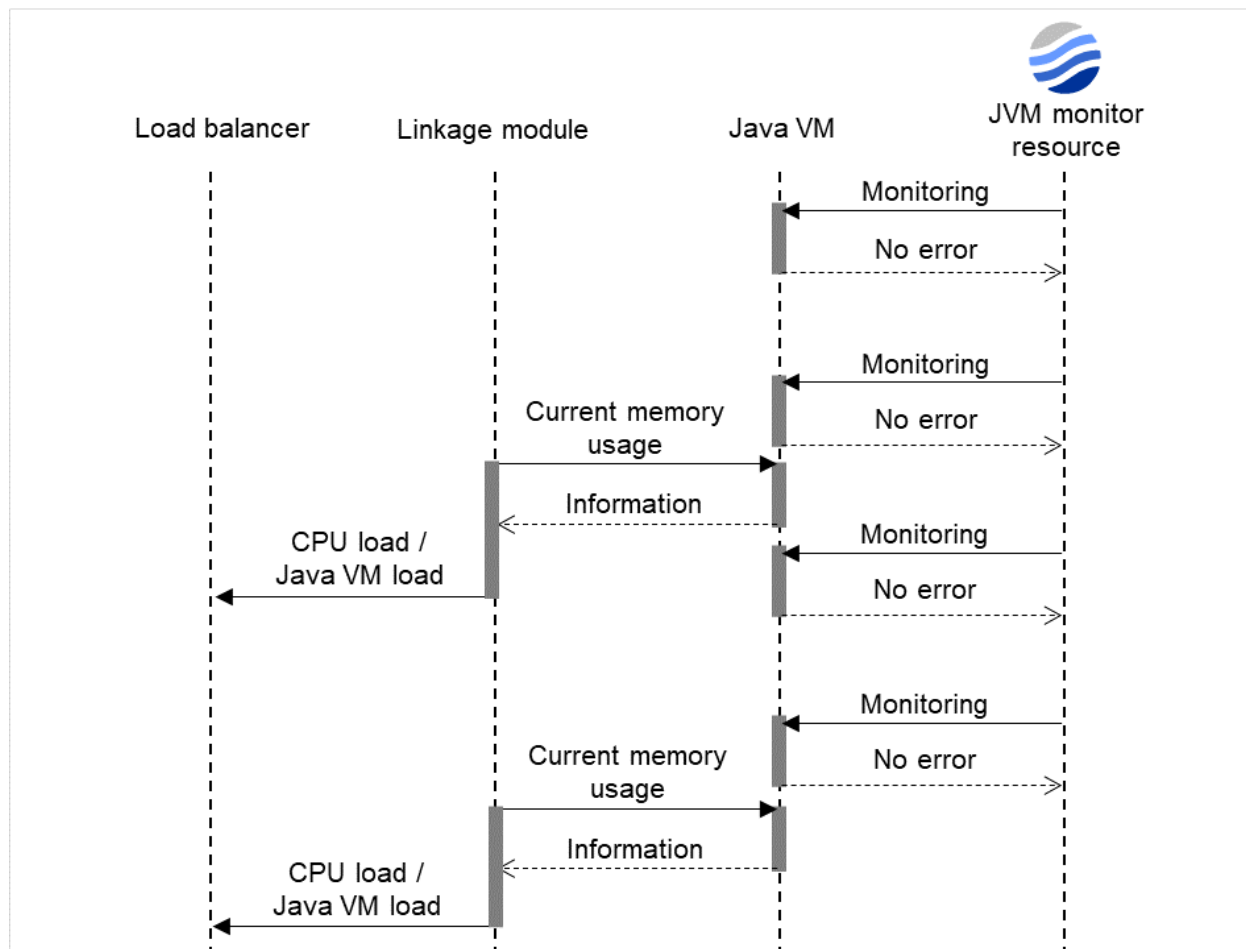 Load balancer
Linkage module
Java VM
JVM monitor
resource
Monitoring
No error
Monitoring
No error
Current memory
usage
Information
CPU load /
Java VM load
Monitoring
No error
Monitoring
No error
Current memory
usage
Information
CPU load /
Java VM load